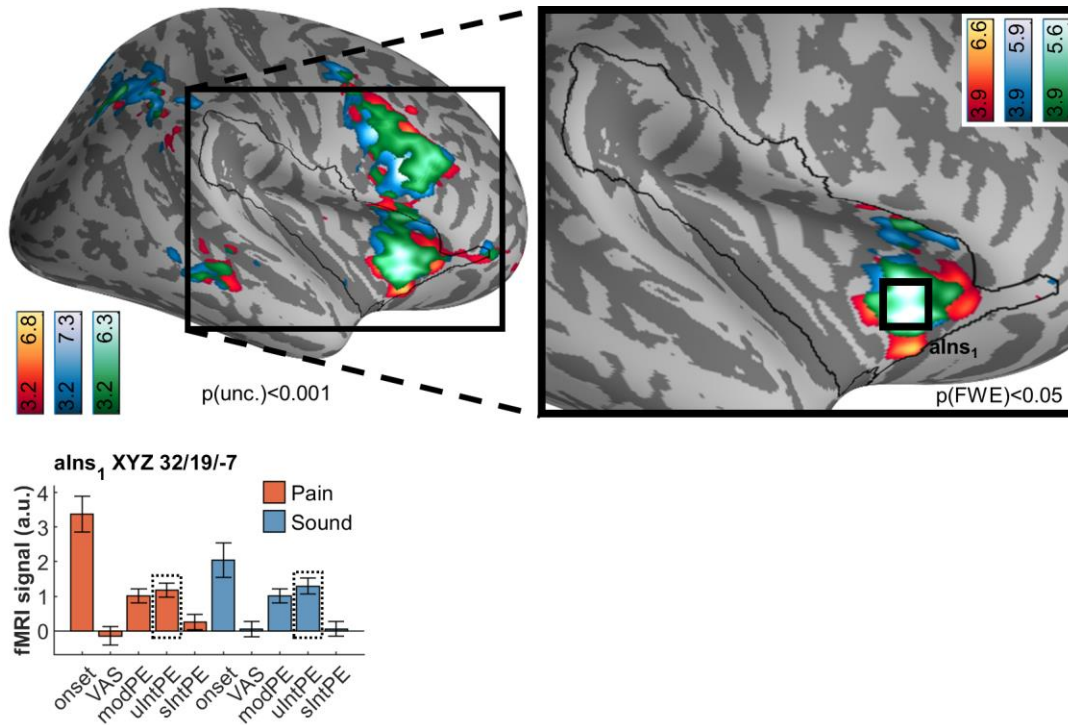 6.6
5.9
5.6
3.9
3.9
3.9
6.8
7.3
6.3
3.2
3.2
3.2
p(unc.)<0.001
aIns1
p(FWE)<0.05
aIns1 XYZ 32/19/-7
Pain
Sound
fMRI signal (a.u.)
4
3
2
1
0
onset
VAS
modPE
uIntPE
sIntPE
onset
VAS
modPE
uIntPE
sIntPE